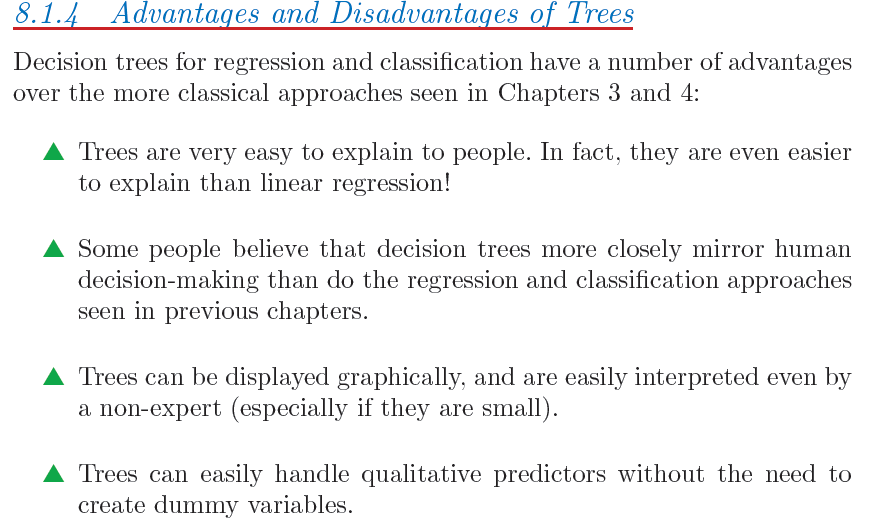 8.1.4 Advantages and Disadvantages of Trees
Decision trees for regression and classification have a number of advantages
over the more classical approaches seen in Chapters 3 and 4:
▲ Trees are very easy to explain to people. In fact, they are even easier
to explain than linear regression!
▲ Some people believe that decision trees more closely mirror human
decision-making than do the regression and classification approaches
seen in previous chapters.
▲ Trees can be displayed graphically, and are easily interpreted even by
a non-expert (especially if they are small).
▲ Trees can easily handle qualitative predictors without the need to
create dummy variables.